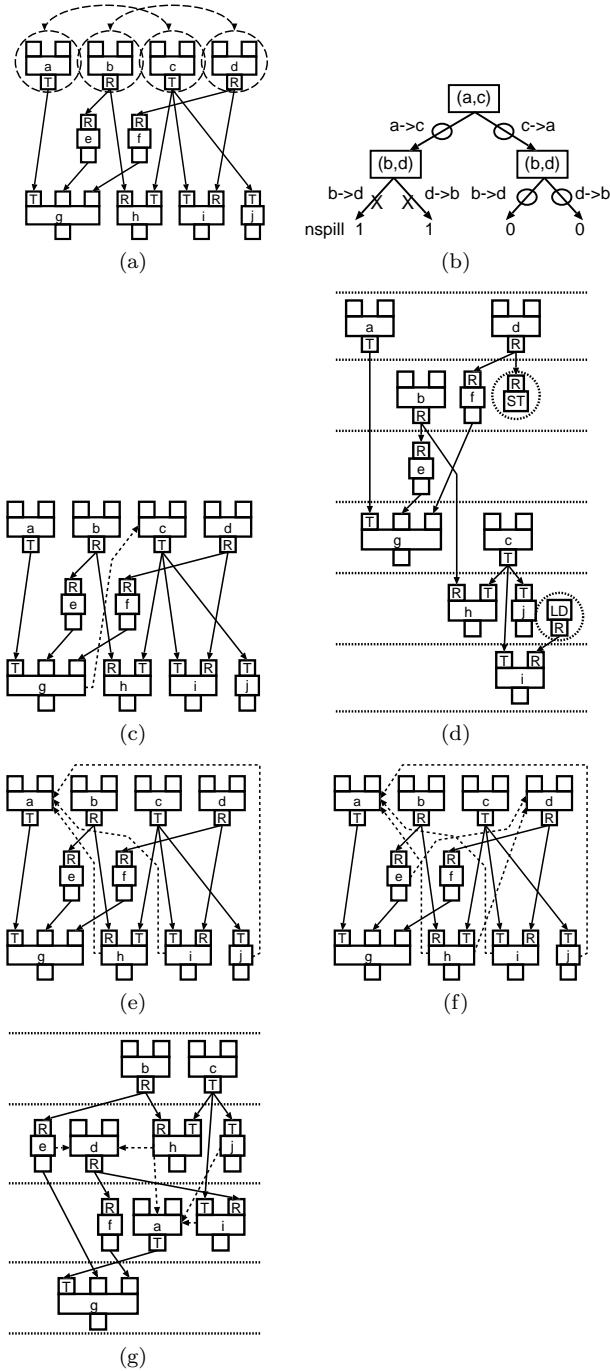 a b c d
T R T R
R R
e f
T R T T R T
g h i j
(a)
(a,c)
a->c c->a
(b,d) (b,d)
b->d d->b b->d d->b
X X
nspill 1 1 0 0
(b)
a b c d
T R T R
R R
e f
T R T T R T
g h i j
(c)
a d
T R
R R
b f ST
R
R
e
T
g c
T
R T T
h j LD
R
T R
i
(d)
a b c d
T R T R
R R
e f
T R T T R T
g h i j
(e)
a b c d
T R T R
R R
e f
T R T T R T
g h i j
(f)
b c
R T
R R T T
e d h j
R
R T R
f a i
T
T
g
(g)